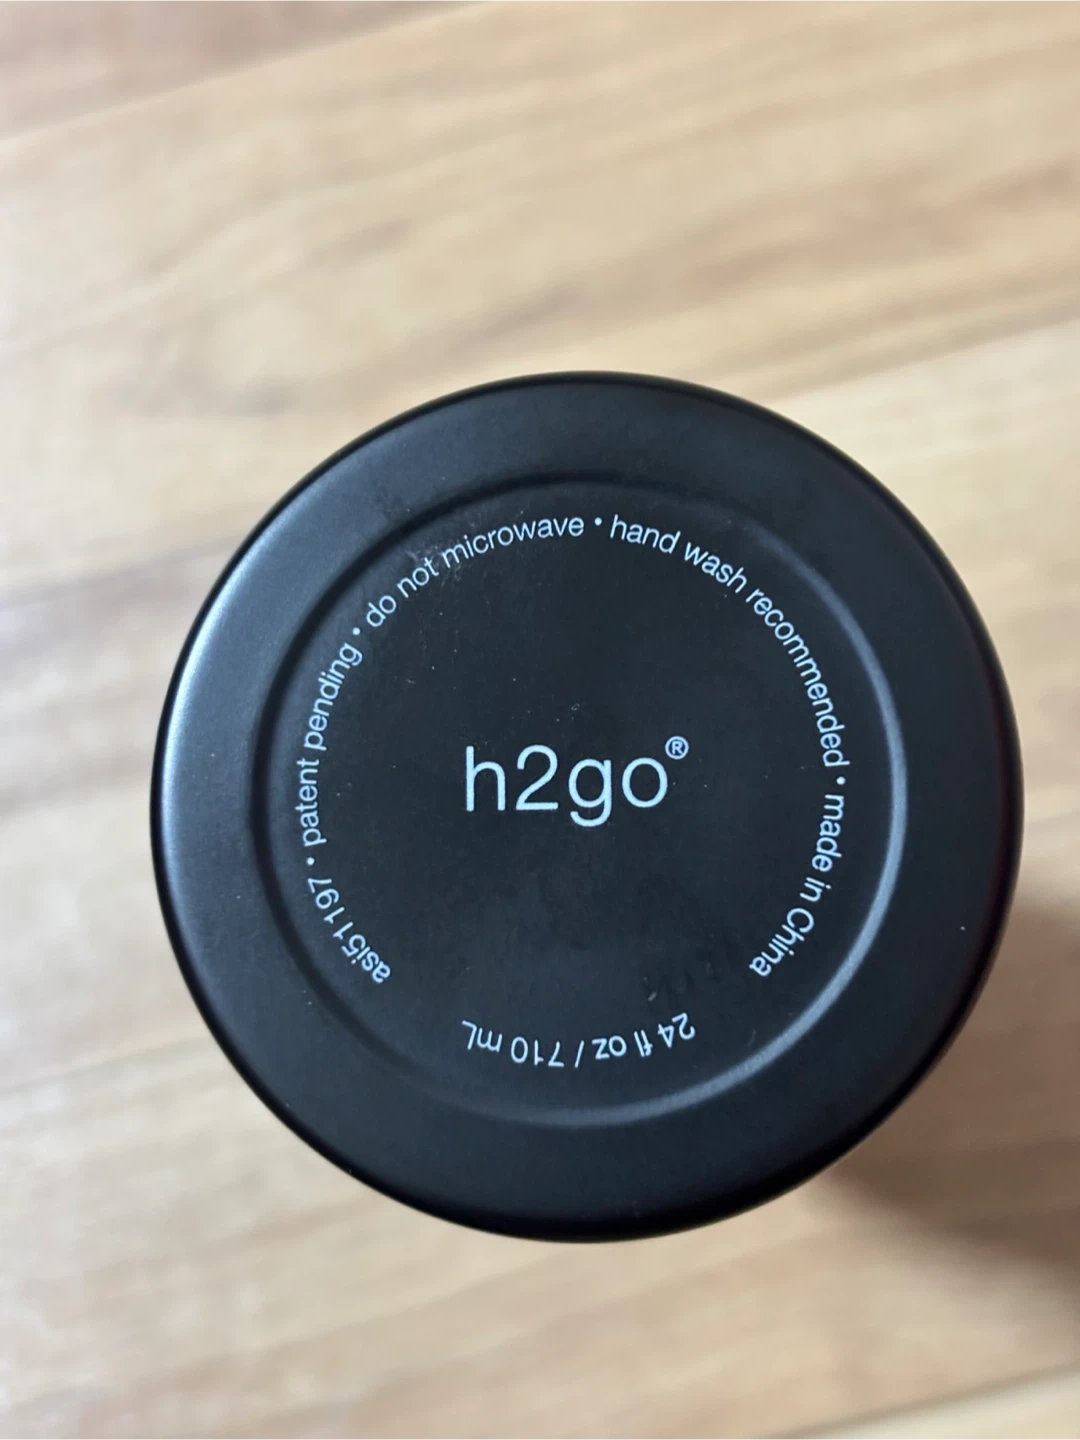 asi51197 • patent pending • do not microwave • hand wash recommended • made in China
h2go®
24 fl oz / 710 mL